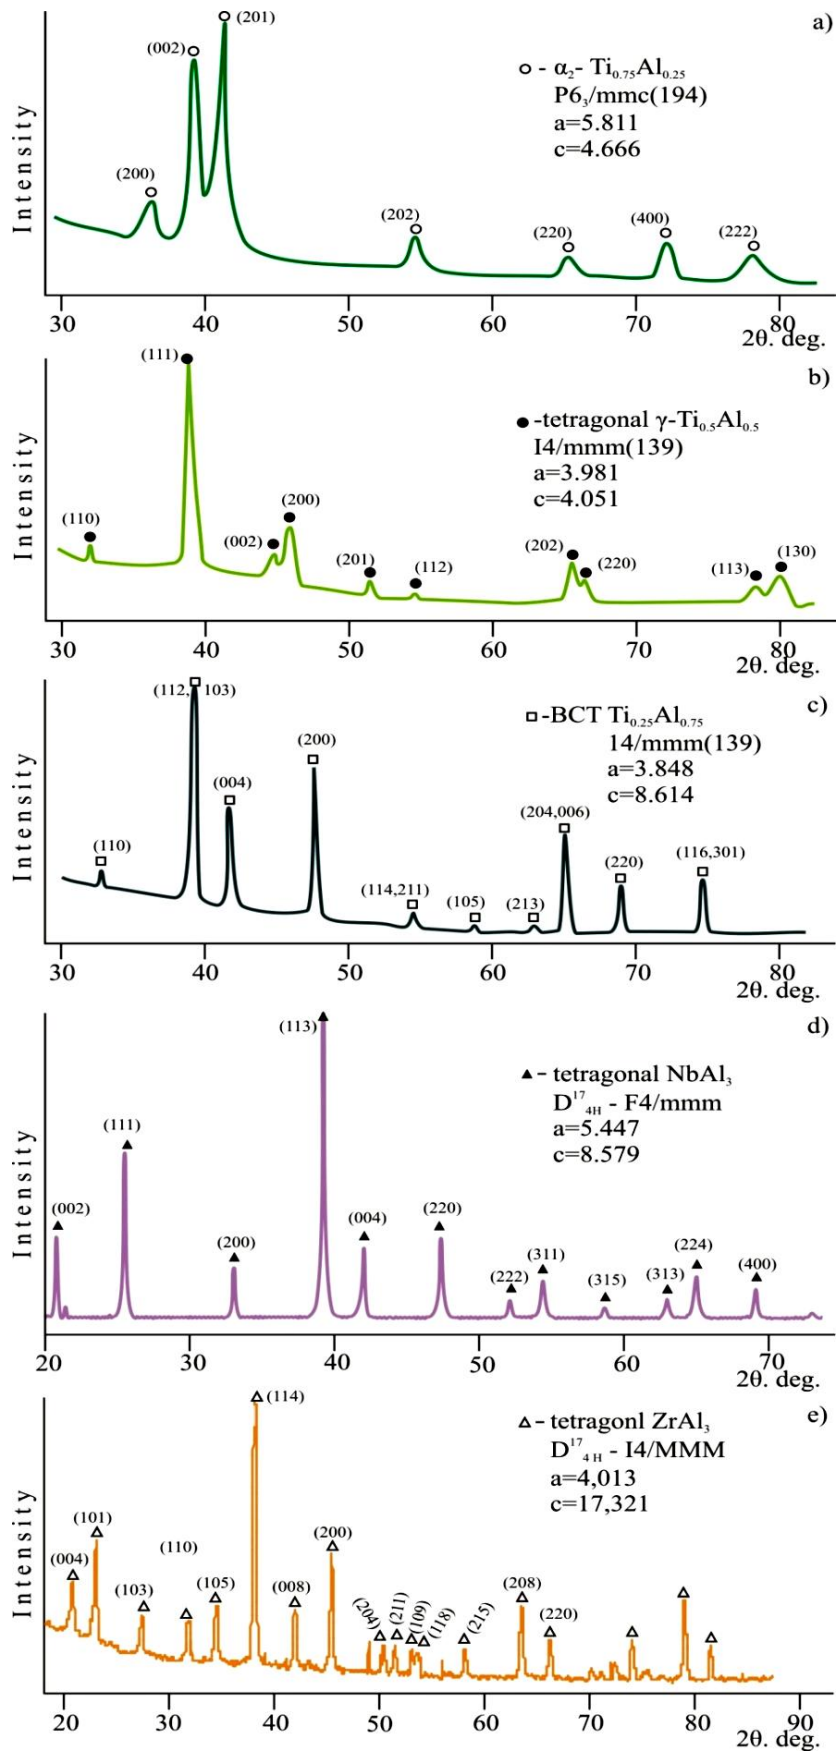 a)
(201)
(002)
○ - α₂- Ti₀.₇₅Al₀.₂₅
P6₃/mmc(194)
a=5.811
c=4.666
(200)
(202)
(220)
(400)
(222)
Intensity
30 40 50 60 70 80
2θ. deg.
b)
(111)
● -tetragonal γ-Ti₀.₅Al₀.₅
I4/mmm(139)
a=3.981
c=4.051
(110)
(002)
(200)
(201)
(112)
(202)
(220)
(113)
(130)
Intensity
30 40 50 60 70 80
2θ. deg.
c)
(112, 103)
□ -BCT Ti₀.₂₅Al₀.₇₅
14/mmm(139)
a=3.848
c=8.614
(110)
(004)
(200)
(114,211)
(105)
(213)
(204,006)
(220)
(116,301)
Intensity
30 40 50 60 70 80
2θ. deg.
d)
(113)
▲ - tetragonal NbAl₃
D¹⁷₄H - F4/mmm
a=5.447
c=8.579
(002)
(111)
(200)
(004)
(220)
(222)
(311)
(315)
(313)
(224)
(400)
Intensity
20 30 40 50 60 70
2θ. deg.
e)
(114)
△ - tetragonl ZrAl₃
D¹⁷₄H - I4/MMM
a=4,013
c=17,321
(004)
(101)
(103)
(110)
(105)
(008)
(200)
(204)
(211)
(109)
(118)
(215)
(208)
(220)
Intensity
20 30 40 50 60 70 80 90
2θ. deg.